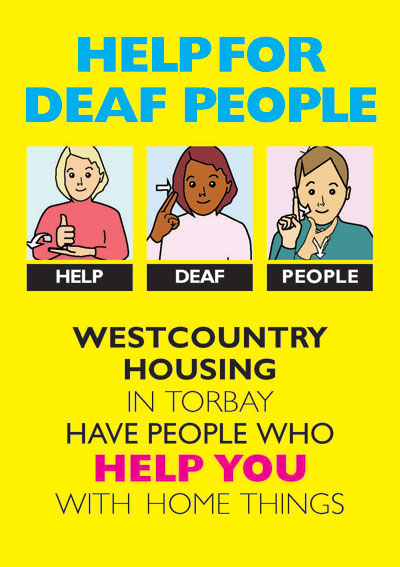 HELP FOR
DEAF PEOPLE
HELP DEAF PEOPLE
WESTCOUNTRY
HOUSING
IN TORBAY
HAVE PEOPLE WHO
HELP YOU
WITH HOME THINGS